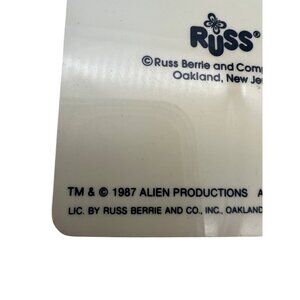 RUSS®
© Russ Berrie and Comp
Oakland, New Je
TM & © 1987 ALIEN PRODUCTIONS A
LIC. BY RUSS BERRIE AND CO., INC., OAKLAND